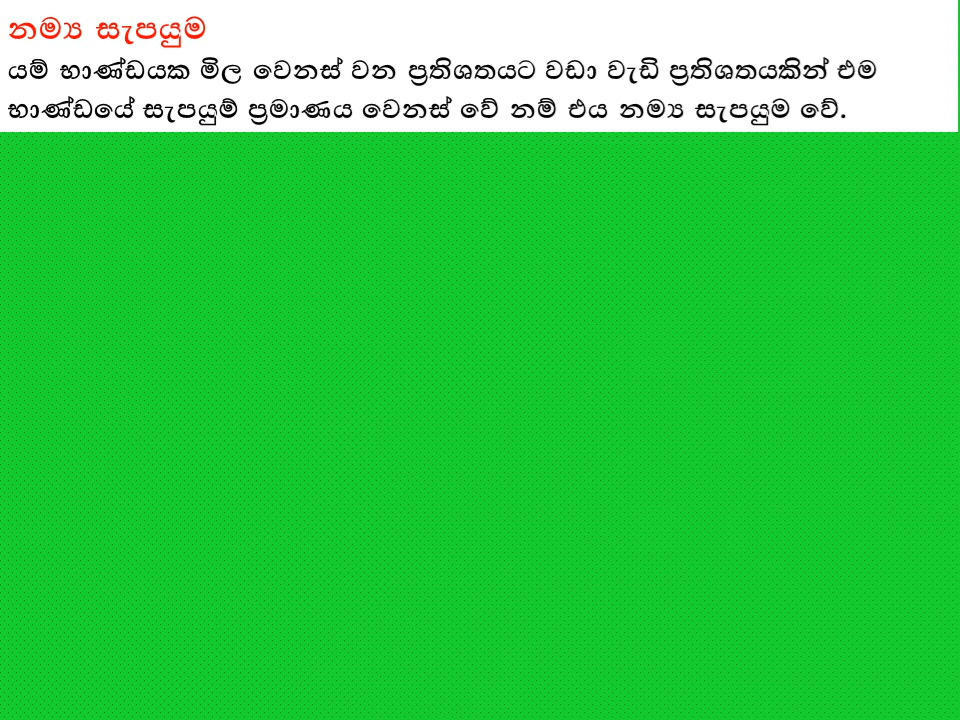 නම්‍ය සැපයුම
යම් භාණ්ඩයක මිල වෙනස් වන ප්‍රතිශතයට වඩා වැඩි ප්‍රතිශතයකින් එම
භාණ්ඩයේ සැපයුම් ප්‍රමාණය වෙනස් වේ නම් එය නම්‍ය සැපයුම වේ.